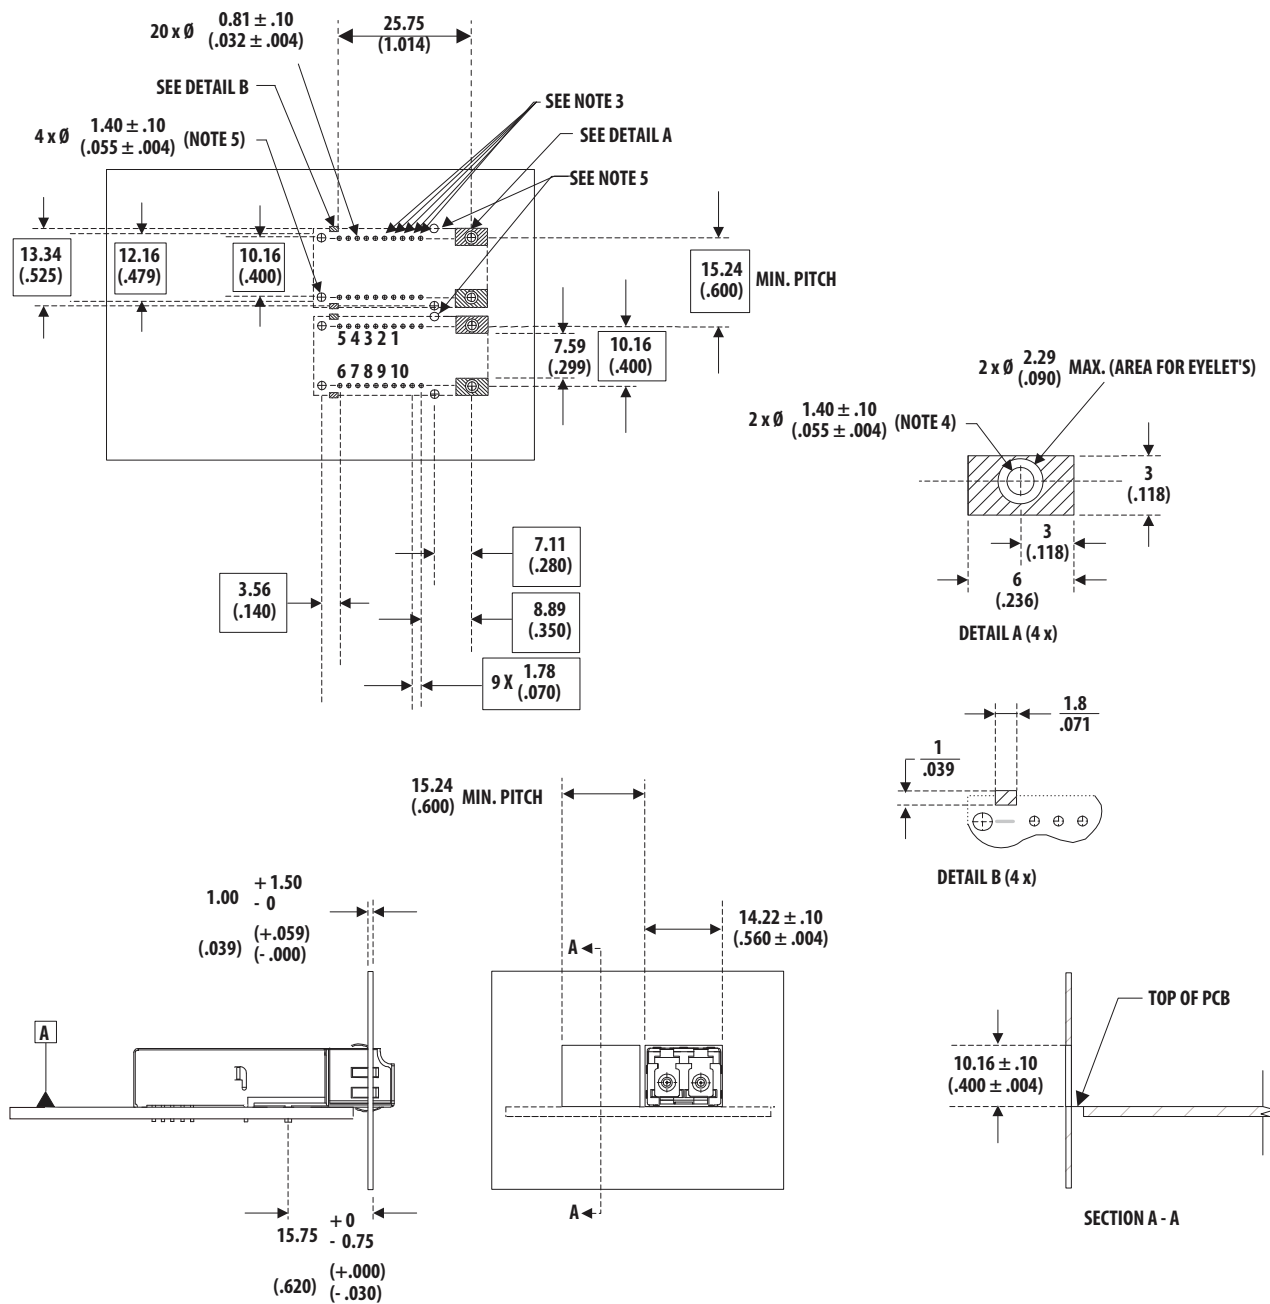 20 x Ø 0.81 ± .10
(.032 ± .004)
25.75
(1.014)
SEE DETAIL B
SEE NOTE 3
4 x Ø 1.40 ± .10 (NOTE 5)
(.055 ± .004)
SEE DETAIL A
SEE NOTE 5
13.34
(.525)
12.16
(.479)
10.16
(.400)
15.24
(.600) MIN. PITCH
5 4 3 2 1
6 7 8 9 10
7.59
(.299)
10.16
(.400)
2 x Ø 2.29 MAX. (AREA FOR EYELET'S)
(.090)
2 x Ø 1.40 ± .10 (NOTE 4)
(.055 ± .004)
3
(.118)
3
(.118)
6
(.236)
DETAIL A (4 x)
7.11
(.280)
3.56
(.140)
8.89
(.350)
9 X 1.78
(.070)
1.8
.071
1
.039
DETAIL B (4 x)
15.24
(.600) MIN. PITCH
1.00 + 1.50
- 0
(.039) (+.059)
(- .000)
14.22 ± .10
(.560 ± .004)
A
A
TOP OF PCB
10.16 ± .10
(.400 ± .004)
A
15.75 + 0
- 0.75
(.620) (+.000)
(- .030)
SECTION A - A